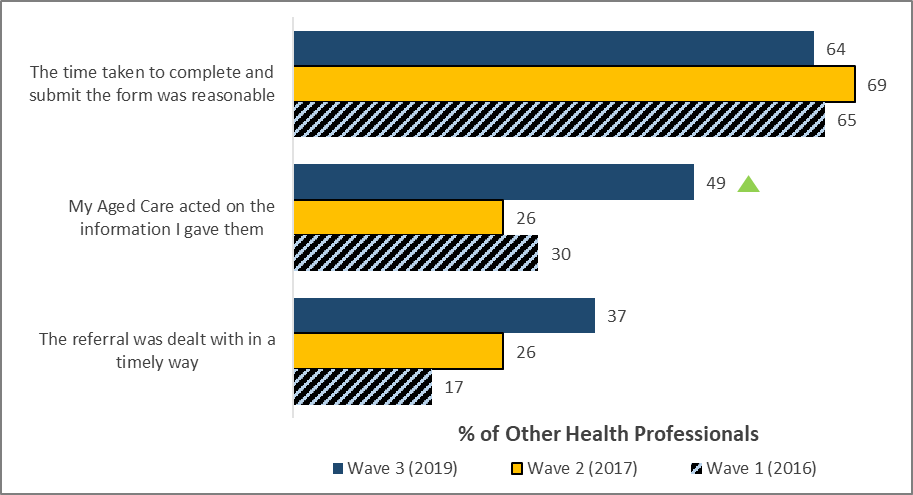 The time taken to complete and
submit the form was reasonable
64
69
65
My Aged Care acted on the
information I gave them
49
26
30
The referral was dealt with in a
timely way
37
26
17
% of Other Health Professionals
Wave 3 (2019) Wave 2 (2017) Wave 1 (2016)